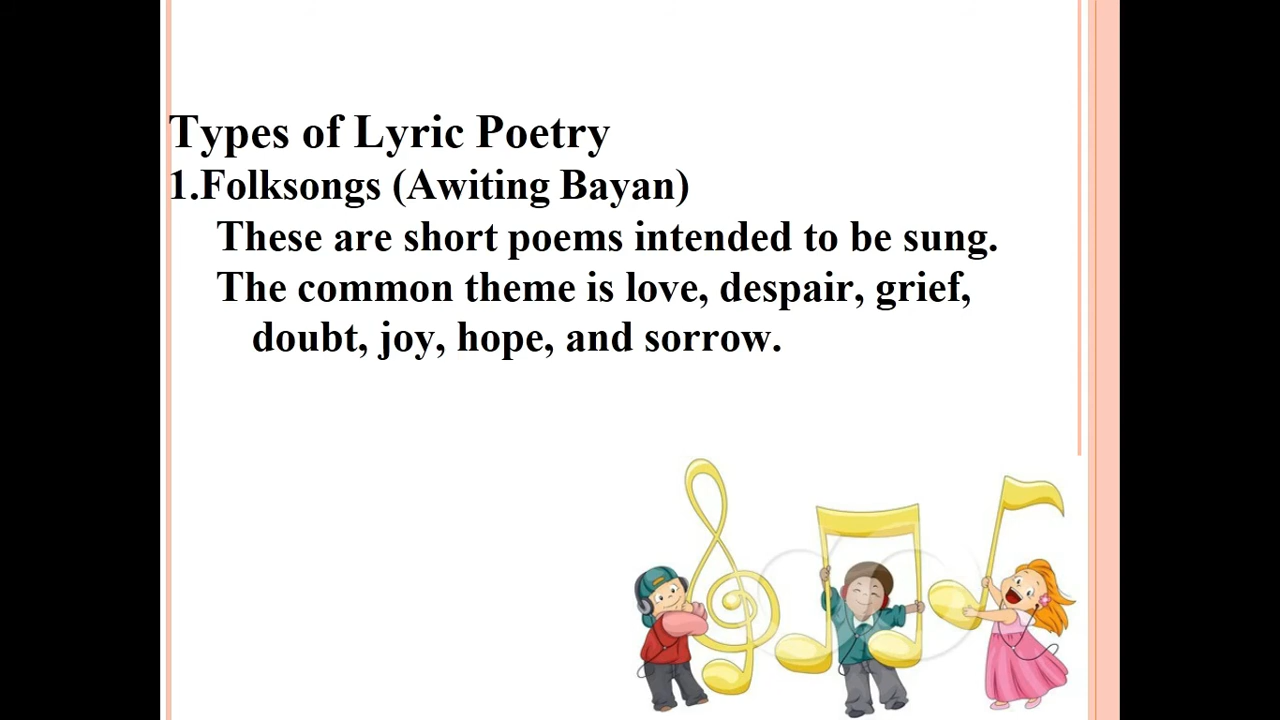 Types of Lyric Poetry
1.Folksongs (Awiting Bayan)
These are short poems intended to be sung.
The common theme is love, despair, grief,
doubt, joy, hope, and sorrow.